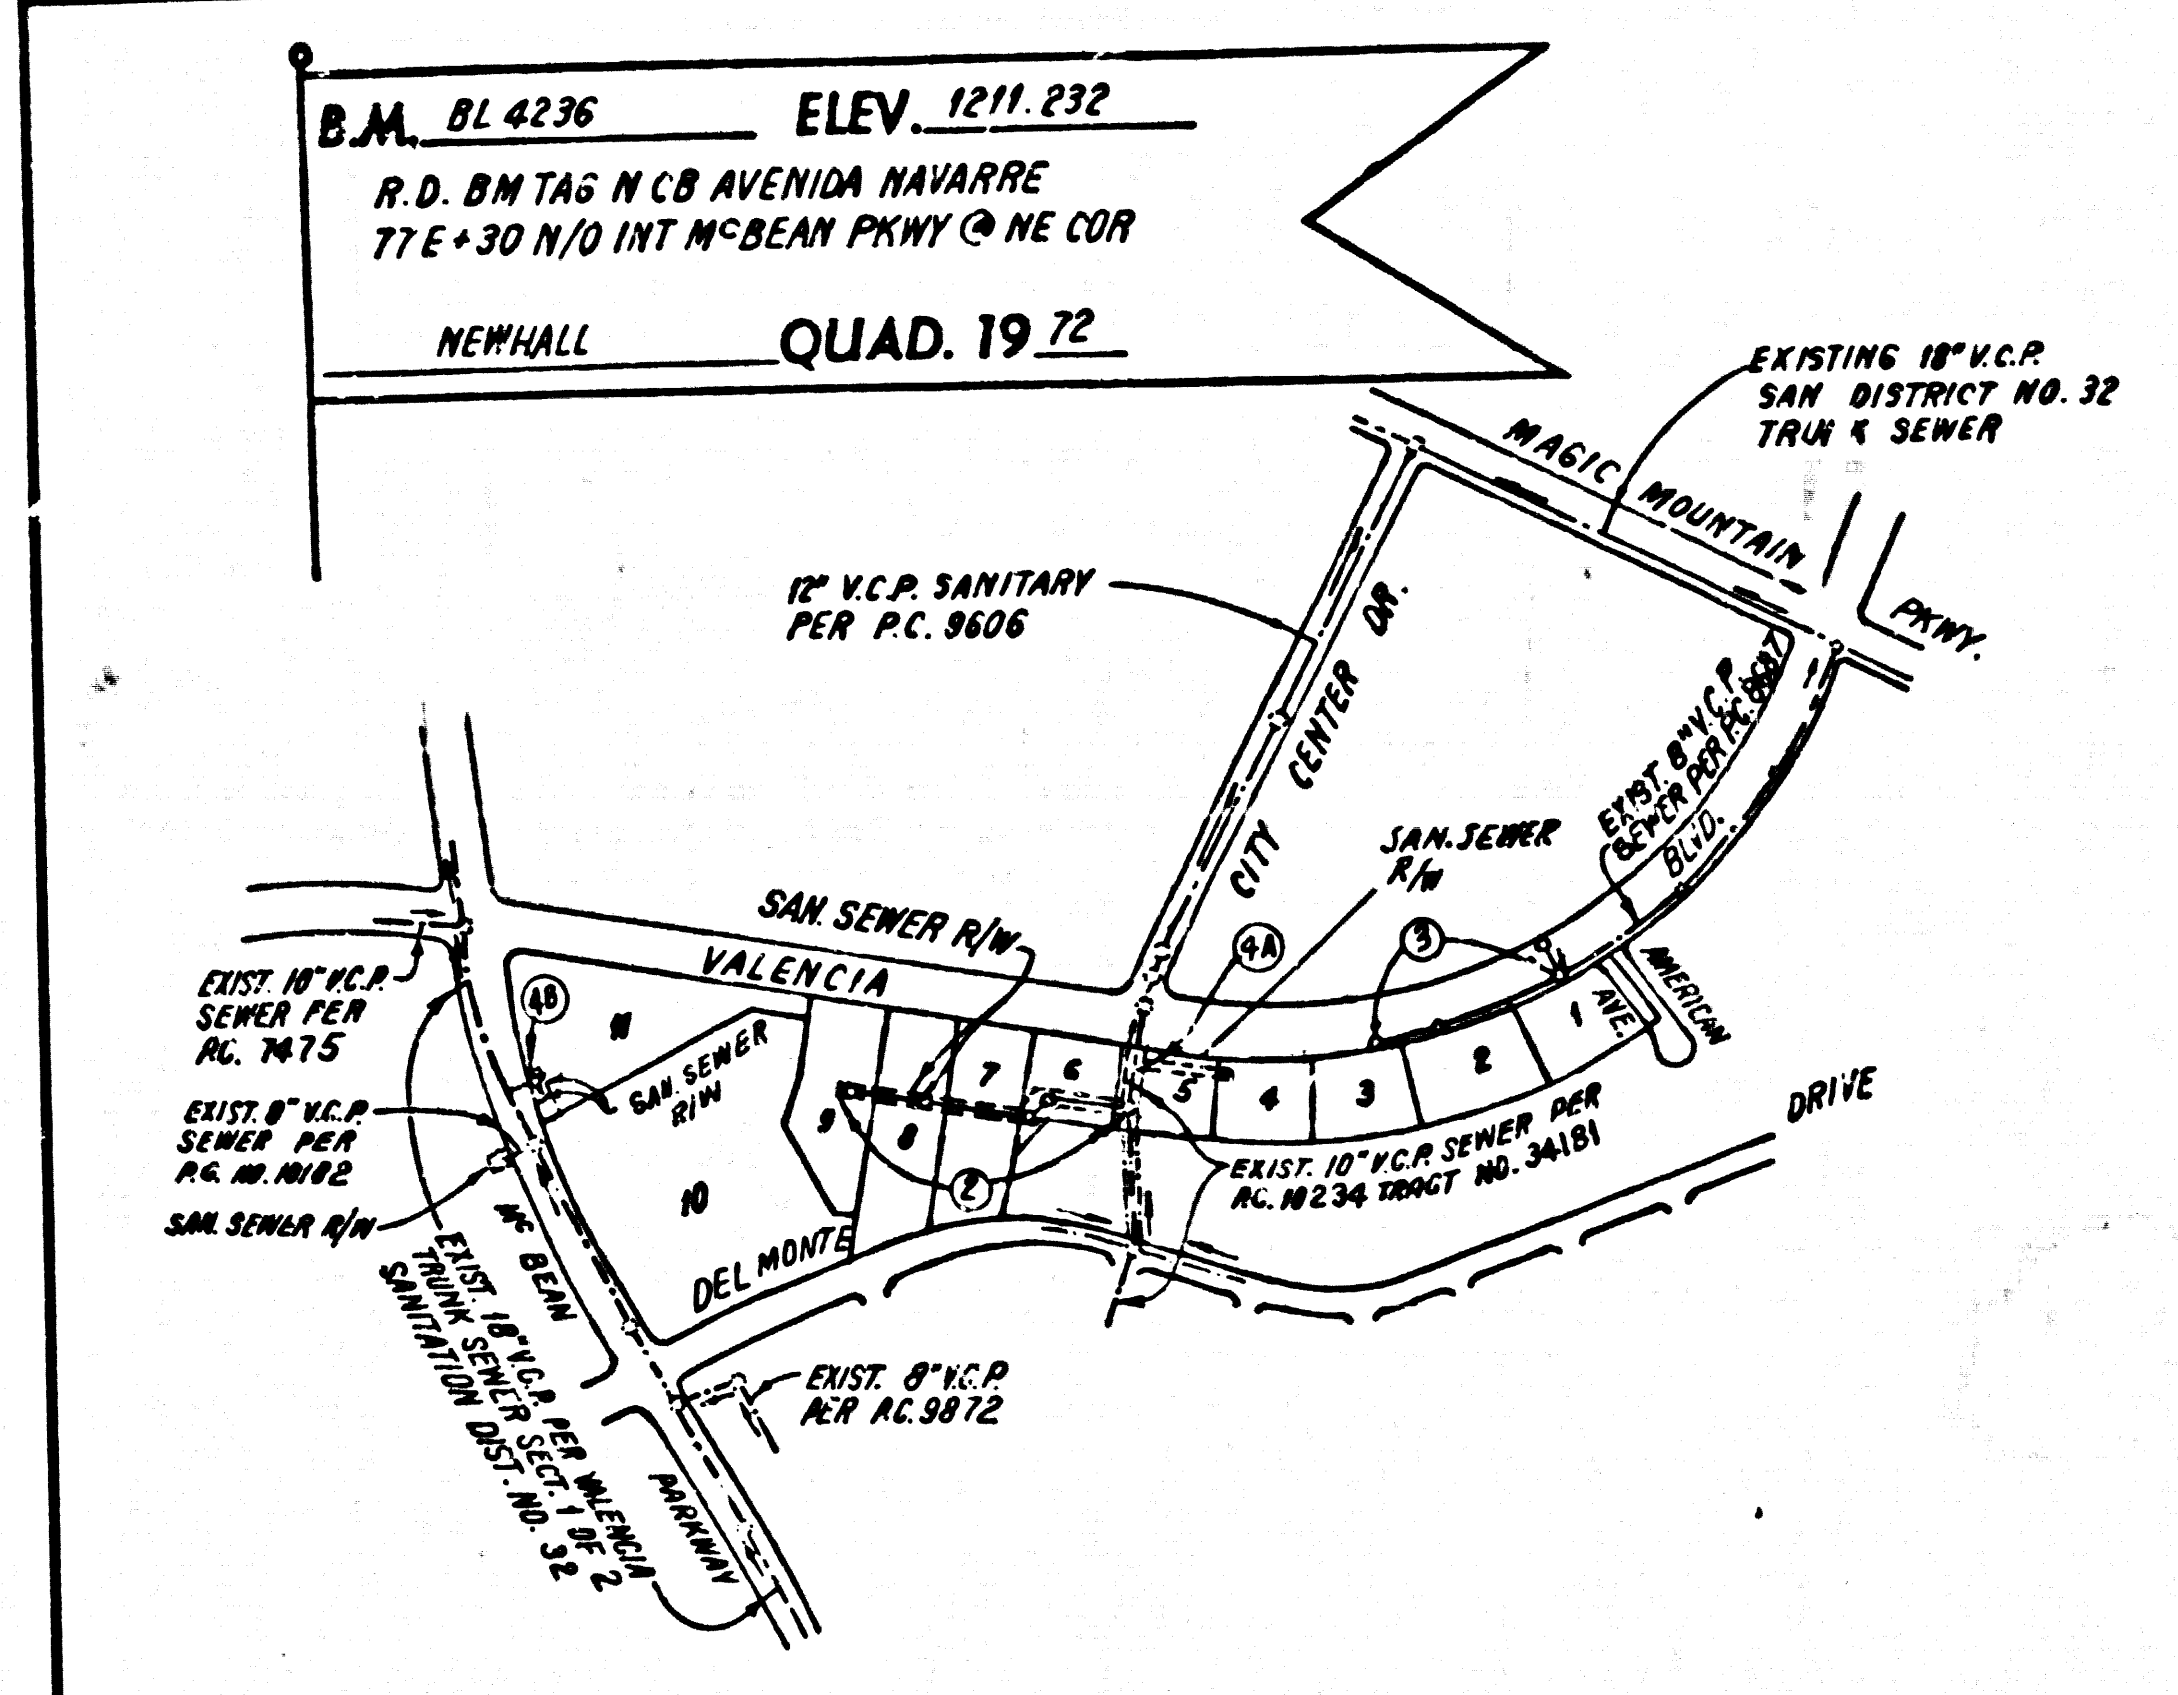 B.M. BL 4236 ELEV. 1211.232
R.D. BM TAG N CB AVENIDA NAVARRE
77 E + 30 N/O INT McBEAN PKWY @ NE COR
NEWHALL QUAD. 19 72
EXISTING 18" V.C.P.
SAN DISTRICT NO. 32
TRUNK SEWER
MAGIC MOUNTAIN
PKWY.
12" V.C.P. SANITARY
PER P.C. 9606
CITY CENTER DR.
EXIST. 8" V.C.P.
SEWER PER P.C.
BLVD.
SAN. SEWER
R/W
SAN. SEWER R/W
VALENCIA
4A
3
4B
AMERICAN
AVE.
EXIST. 10" V.C.P.
SEWER PER
P.C. 7475
11
SAN. SEWER
R/W
9
8
7
6
5
4
3
2
1
EXIST. 8" V.C.P.
SEWER PER
P.C. NO. 10182
SAN. SEWER R/W
10
2
EXIST. 10" V.C.P. SEWER PER
P.C. 10234 TRACT NO. 34181
DEL MONTE
DRIVE
Mc BEAN
PARKWAY
EXIST. 18" V.C.P. PER VALENCIA
TRUNK SEWER SECT. 1 OF 2
SANITATION DIST. NO. 32
EXIST. 8" V.C.P.
PER P.C. 9872